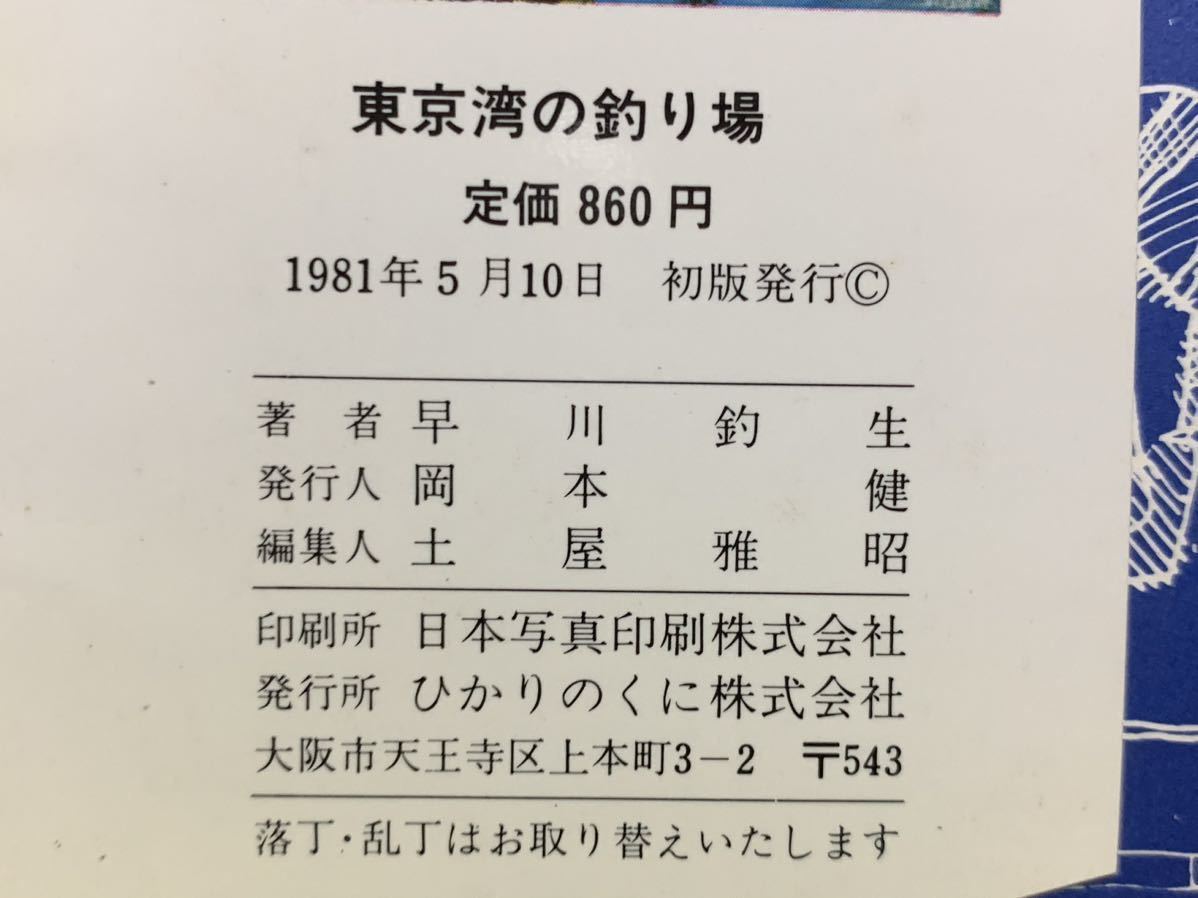 東京湾の釣り場
定価 860 円
1981年 5 月10日 初版発行©
著 者 早 川 釣 生
発行人 岡 本 健
編集人 土 屋 雅 昭
印刷所 日本写真印刷株式会社
発行所 ひかりのくに株式会社
大阪市天王寺区上本町3－2 〒543
落丁・乱丁はお取り替えいたします